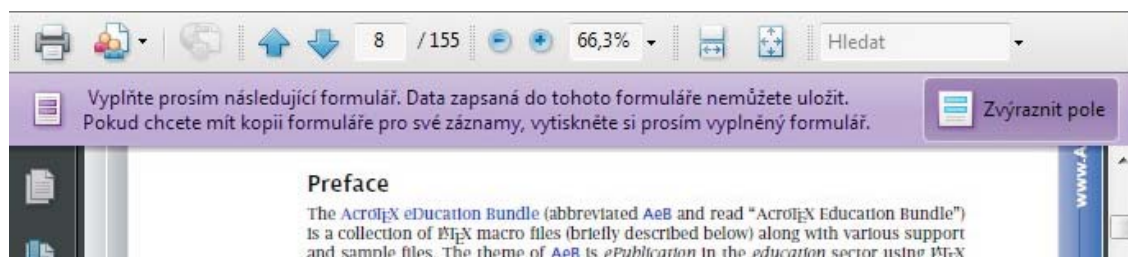 8 / 155 66,3% Hledat
Vyplňte prosím následující formulář. Data zapsaná do tohoto formuláře nemůžete uložit.
Pokud chcete mít kopii formuláře pro své záznamy, vytiskněte si prosím vyplněný formulář.
Zvýraznit pole
www.A
Preface
The AcroTEX eDucation Bundle (abbreviated AeB and read “AcroTEX Education Bundle”)
is a collection of LATEX macro files (briefly described below) along with various support
and sample files. The theme of AeB is ePublication in the education sector using LATEX